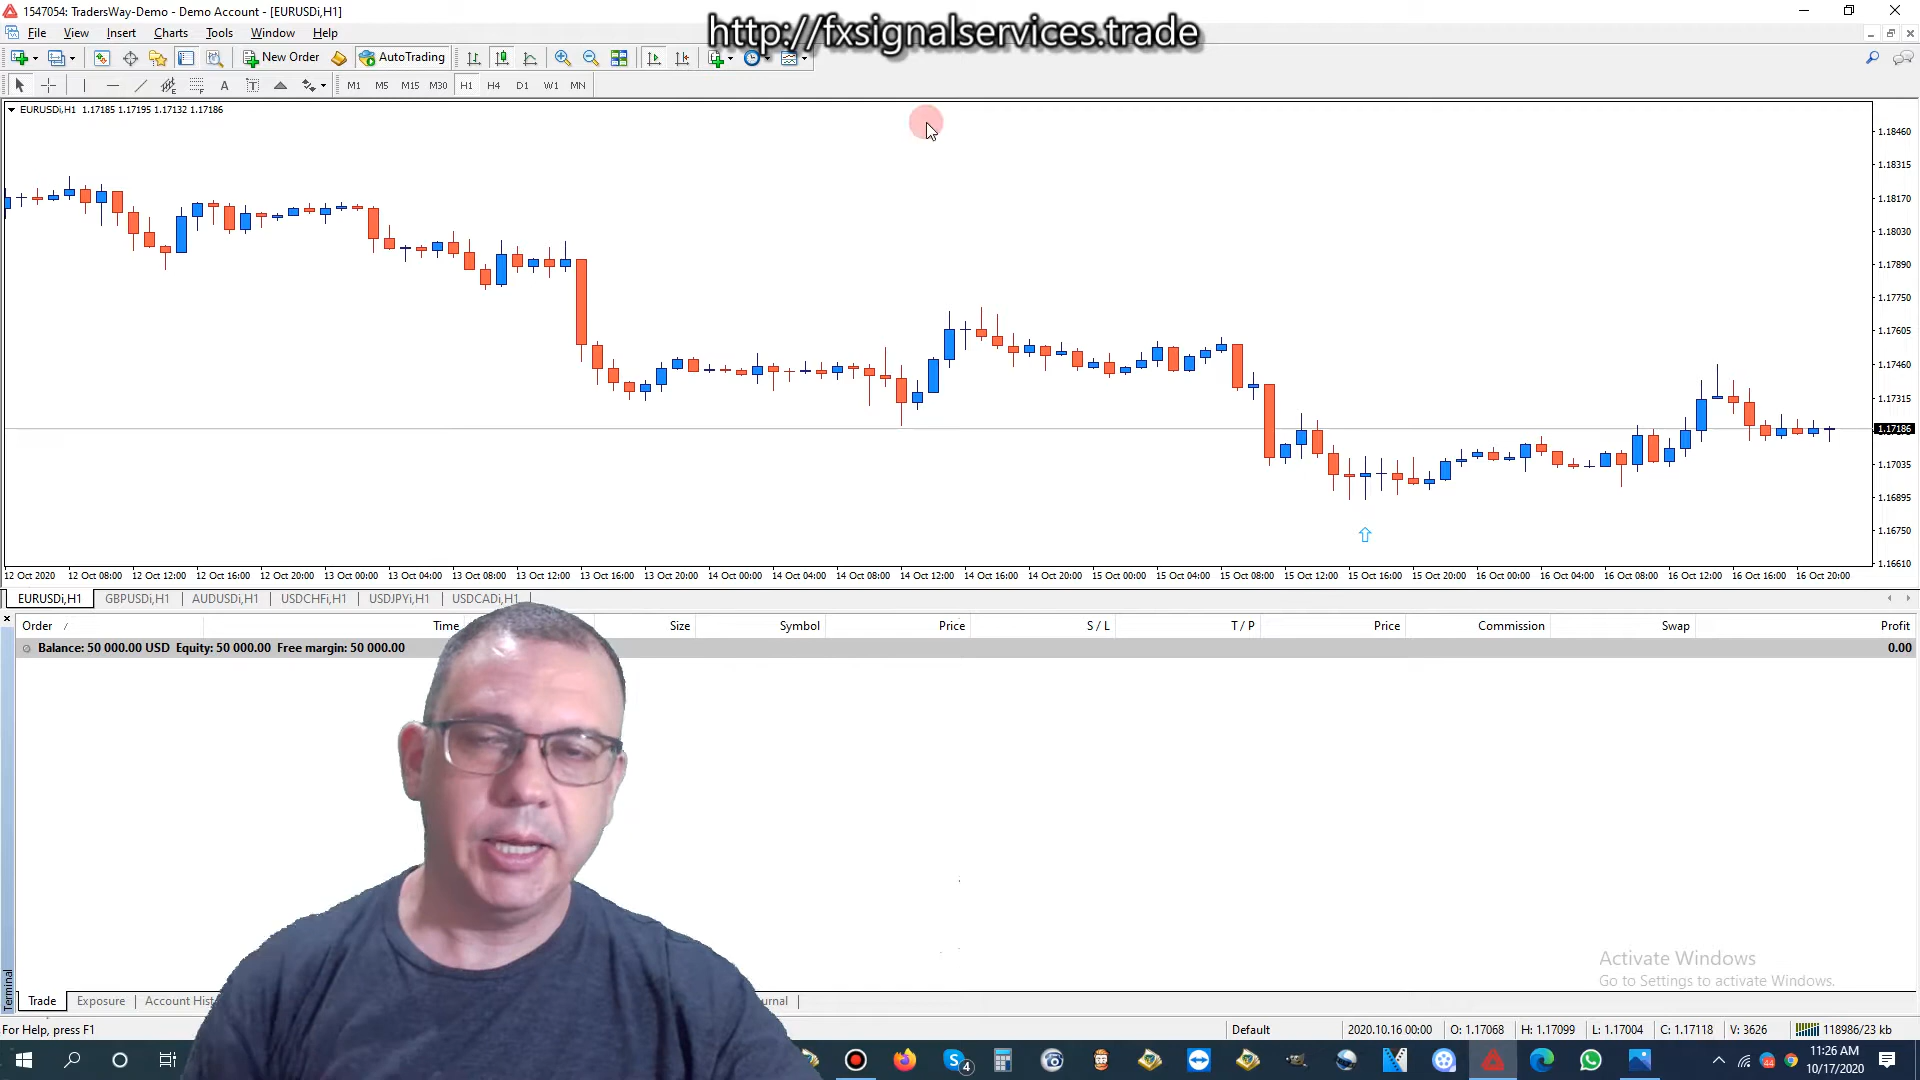 1547054: TradersWay-Demo - Demo Account - [EURUSDi,H1]
http://fxsignalservices.trade
File View Insert Charts Tools Window Help
New Order AutoTrading
A T M1 M5 M15 M30 H1 H4 D1 W1 MN
EURUSDi,H1 1.17185 1.17195 1.17132 1.17186
1.18460
1.18315
1.18170
1.18030
1.17890
1.17750
1.17605
1.17460
1.17315
1.17186
1.17035
1.16895
1.16750
1.16610
12 Oct 2020 12 Oct 08:00 12 Oct 12:00 12 Oct 16:00 12 Oct 20:00 13 Oct 00:00 13 Oct 04:00 13 Oct 08:00 13 Oct 12:00 13 Oct 16:00 13 Oct 20:00 14 Oct 00:00 14 Oct 04:00 14 Oct 08:00 14 Oct 12:00 14 Oct 16:00 14 Oct 20:00 15 Oct 00:00 15 Oct 04:00 15 Oct 08:00 15 Oct 12:00 15 Oct 16:00 15 Oct 20:00 16 Oct 00:00 16 Oct 04:00 16 Oct 08:00 16 Oct 12:00 16 Oct 16:00 16 Oct 20:00
EURUSDi,H1 GBPUSDi,H1 AUDUSDi,H1 USDCHFi,H1 USDJPYi,H1 USDCADi,H1
Order / Time Size Symbol Price S / L T / P Price Commission Swap Profit
Balance: 50 000.00 USD Equity: 50 000.00 Free margin: 50 000.00 0.00
Activate Windows
Go to Settings to activate Windows.
Terminal
Trade Exposure Account Hist urnal
For Help, press F1 Default 2020.10.16 00:00 O: 1.17068 H: 1.17099 L: 1.17004 C: 1.17118 V: 3626 118986/23 kb
4 44 11:26 AM
10/17/2020